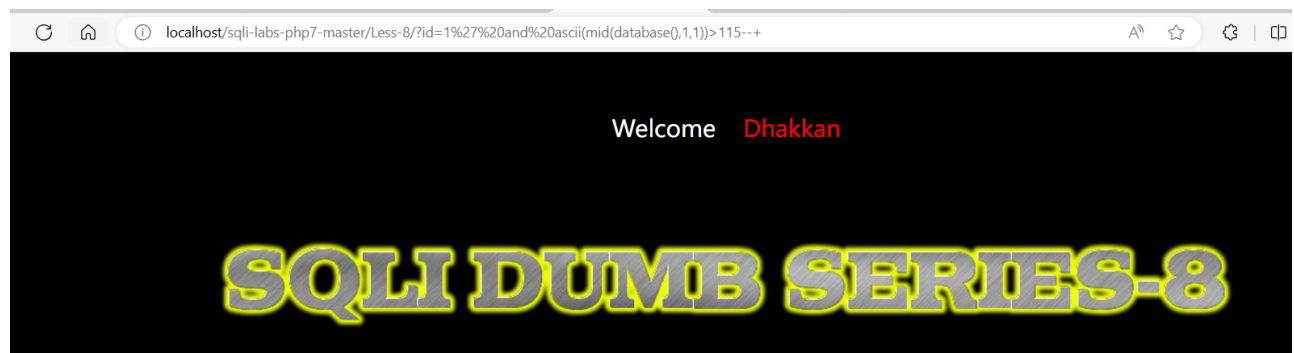 localhost/sqli-labs-php7-master/Less-8/?id=1%27%20and%20ascii(mid(database(),1,1))>115--+
Welcome Dhakkan
SQLI DUMB SERIES-8